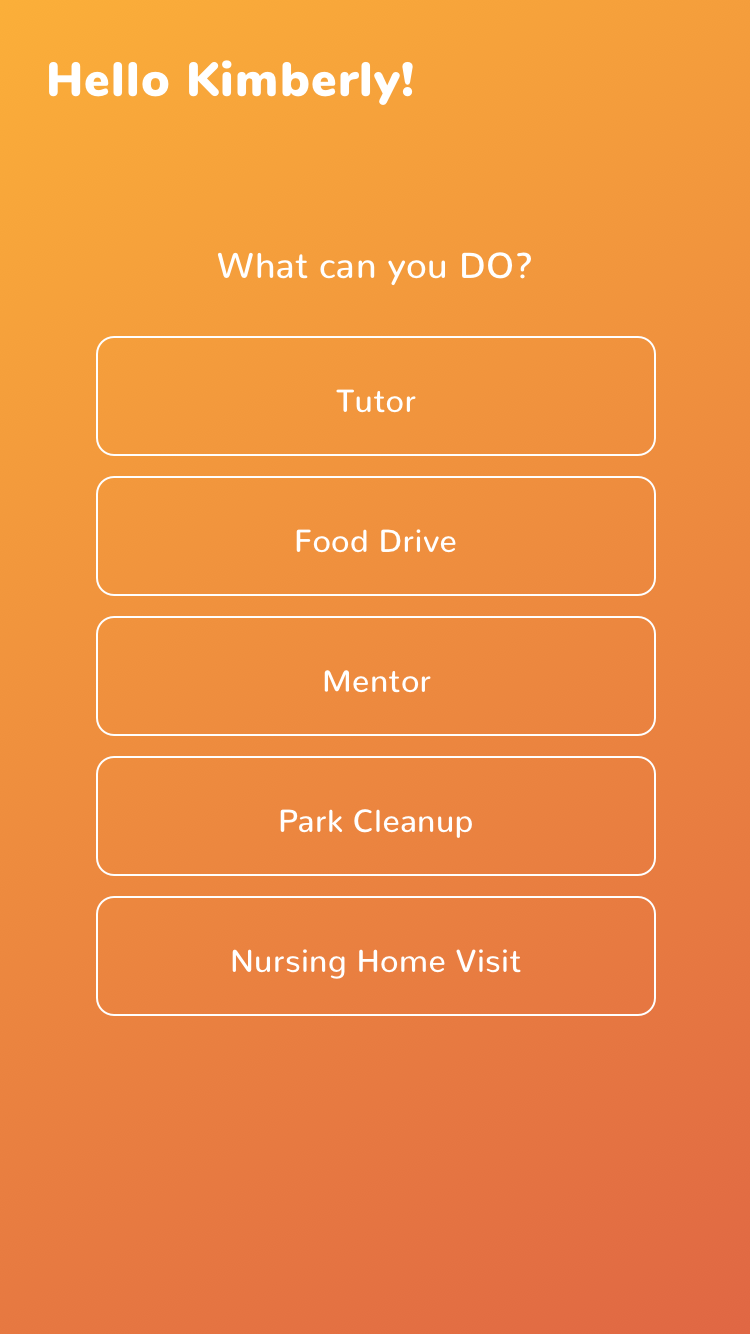 Hello Kimberly!
What can you DO?
Tutor
Food Drive
Mentor
Park Cleanup
Nursing Home Visit